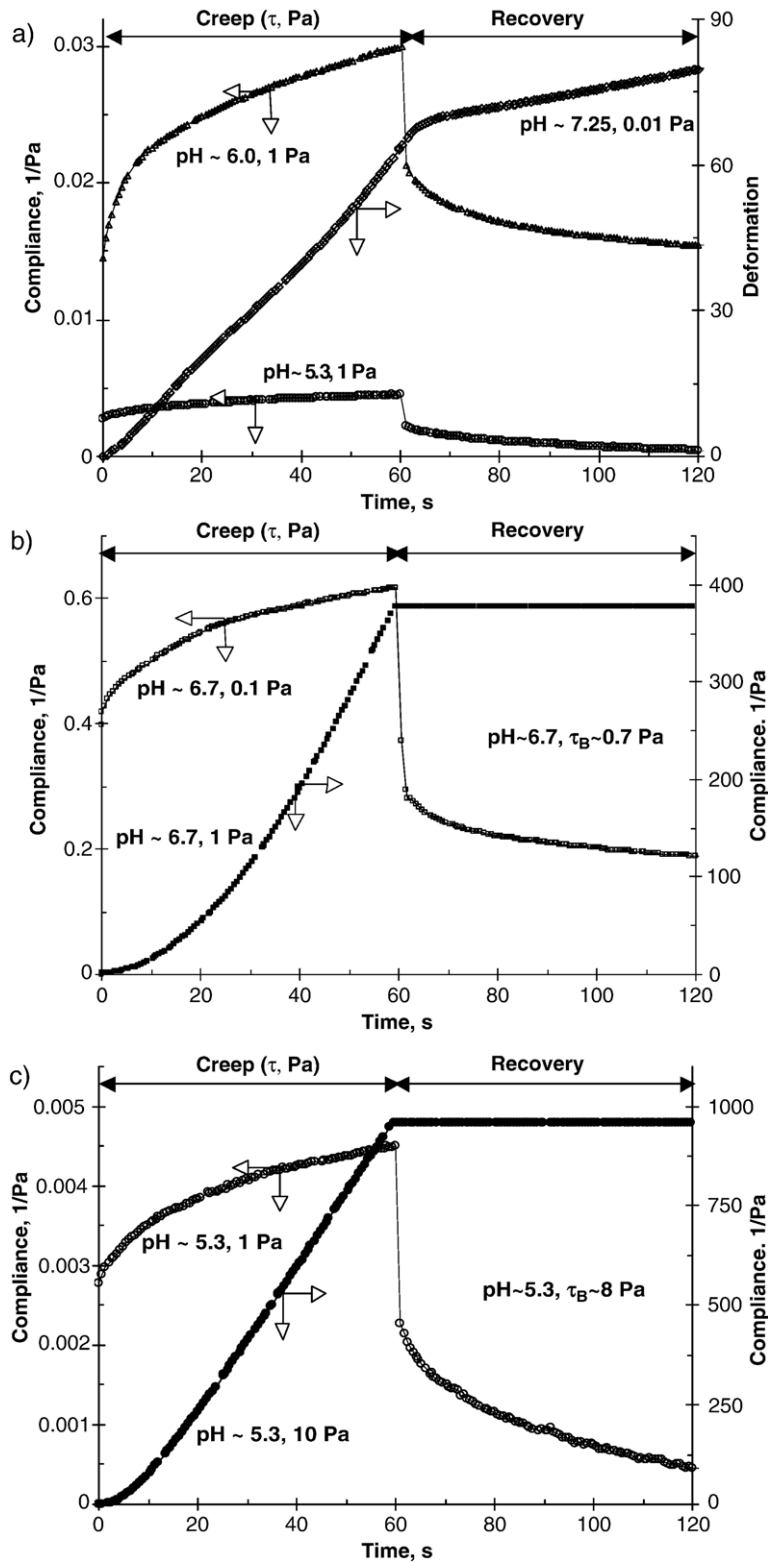 a)
Creep (τ, Pa) Recovery
0.03
0.02
0.01
0
90
60
30
0
pH ~ 6.0, 1 Pa
pH ~ 7.25, 0.01 Pa
pH~5.3, 1 Pa
Compliance, 1/Pa
Deformation
0 20 40 60 80 100 120
Time, s
b)
Creep (τ, Pa) Recovery
0.6
0.4
0.2
0
400
300
200
100
0
pH ~ 6.7, 0.1 Pa
pH~6.7, τB~0.7 Pa
pH ~ 6.7, 1 Pa
Compliance, 1/Pa
Compliance. 1/Pa
0 20 40 60 80 100 120
Time, s
c)
Creep (τ, Pa) Recovery
0.005
0.004
0.003
0.002
0.001
0
1000
750
500
250
0
pH ~ 5.3, 1 Pa
pH~5.3, τB~8 Pa
pH ~ 5.3, 10 Pa
Compliance, 1/Pa
Compliance. 1/Pa
0 20 40 60 80 100 120
Time, s